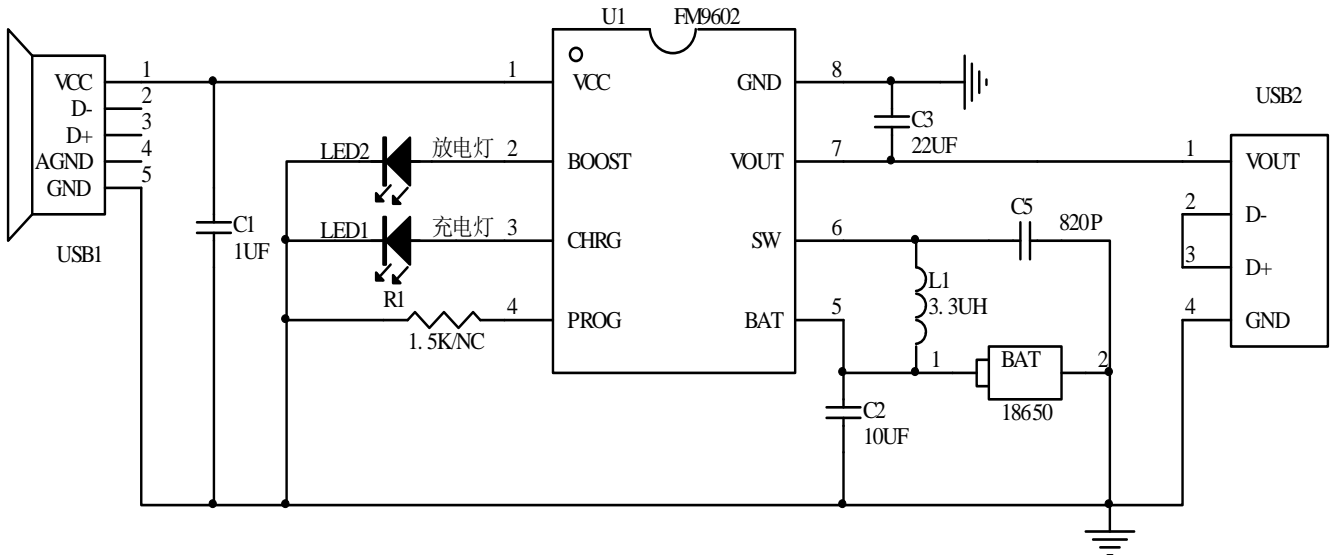 U1 FM9602
VCC 1
D- 2
D+ 3
AGND 4
GND 5
USB1
C1
1UF
LED2 放电灯 2 BOOST
LED1 充电灯 3 CHRG
R1
1.5K/NC
4 PROG
1 VCC
GND 8
VOUT 7
SW 6
BAT 5
C3
22UF
C5 820P
L1
3.3UH
1 BAT 2
18650
C2
10UF
USB2
1 VOUT
2 D-
3 D+
4 GND